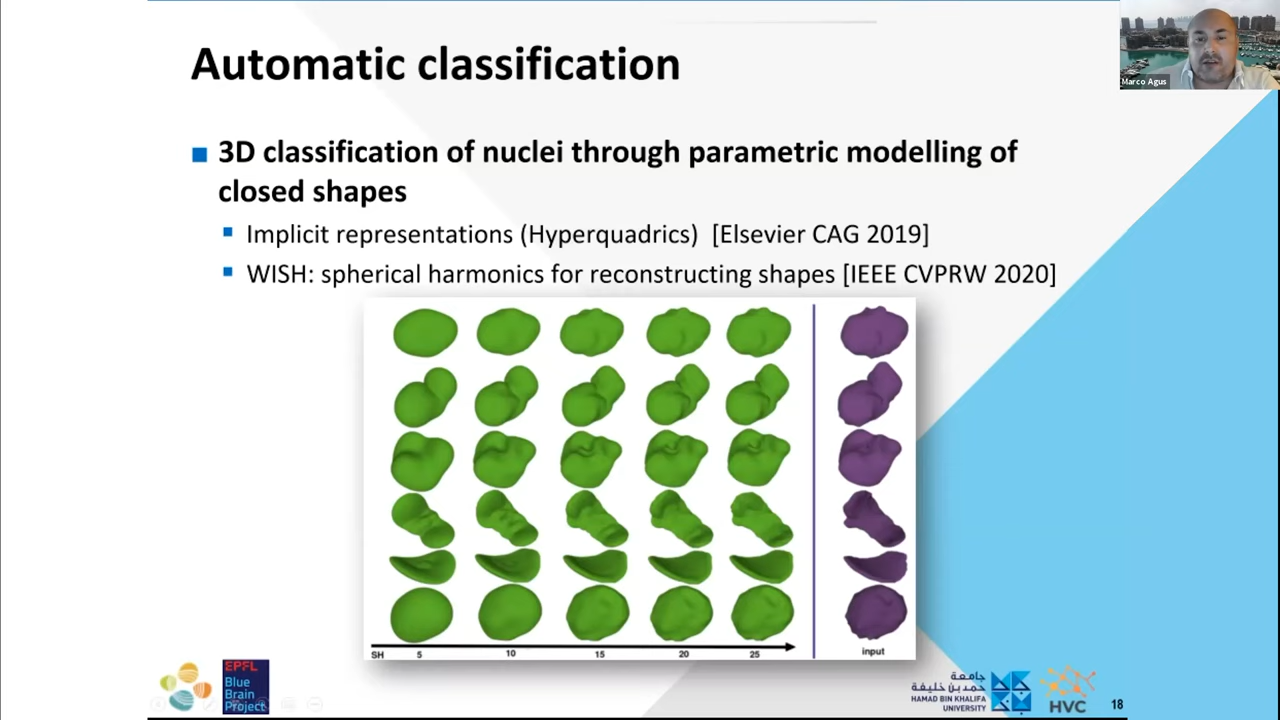 Automatic classification
Marco Agus
3D classification of nuclei through parametric modelling of
closed shapes
Implicit representations (Hyperquadrics) [Elsevier CAG 2019]
WISH: spherical harmonics for reconstructing shapes [IEEE CVPRW 2020]
SH 5 10 15 20 25 input
EPFL
Blue
Brain
Project
جامعة
حمد بن خليفة
HAMAD BIN KHALIFA
UNIVERSITY
HVC
18